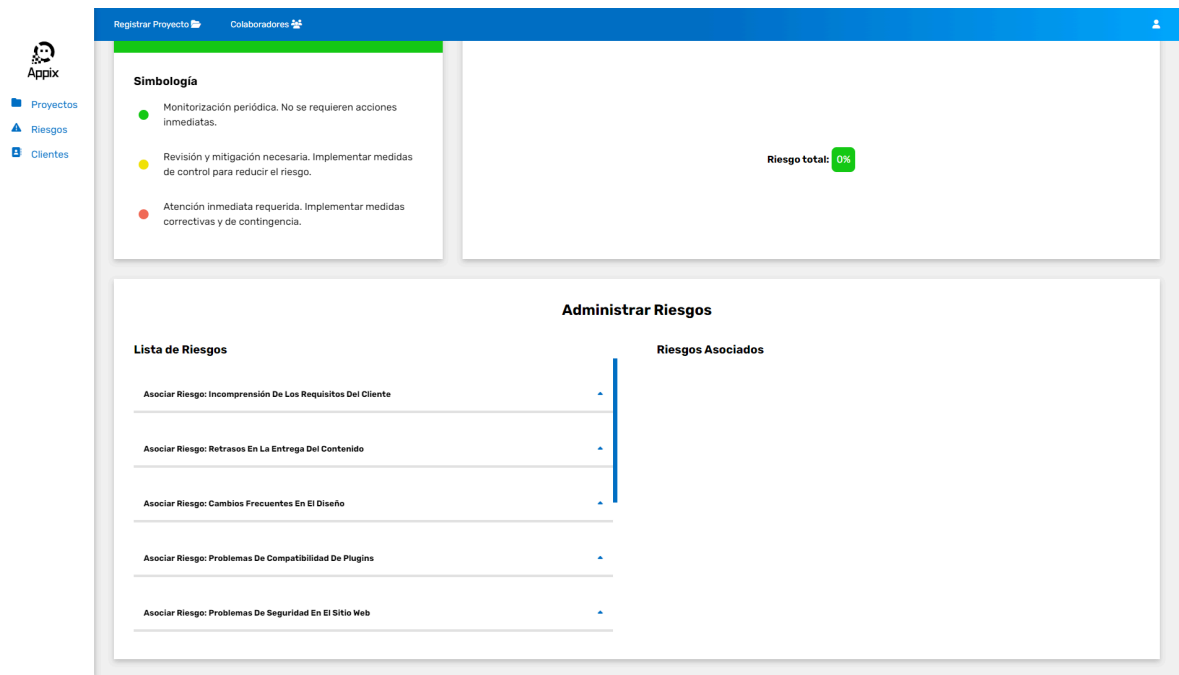 Registrar Proyecto
Colaboradores
Appix
Proyectos
Riesgos
Clientes
Simbología
Monitorización periódica. No se requieren acciones
inmediatas.
Revisión y mitigación necesaria. Implementar medidas
de control para reducir el riesgo.
Atención inmediata requerida. Implementar medidas
correctivas y de contingencia.
Riesgo total: 0%
Administrar Riesgos
Lista de Riesgos
Asociar Riesgo: Incomprensión De Los Requisitos Del Cliente
Asociar Riesgo: Retrasos En La Entrega Del Contenido
Asociar Riesgo: Cambios Frecuentes En El Diseño
Asociar Riesgo: Problemas De Compatibilidad De Plugins
Asociar Riesgo: Problemas De Seguridad En El Sitio Web
Riesgos Asociados